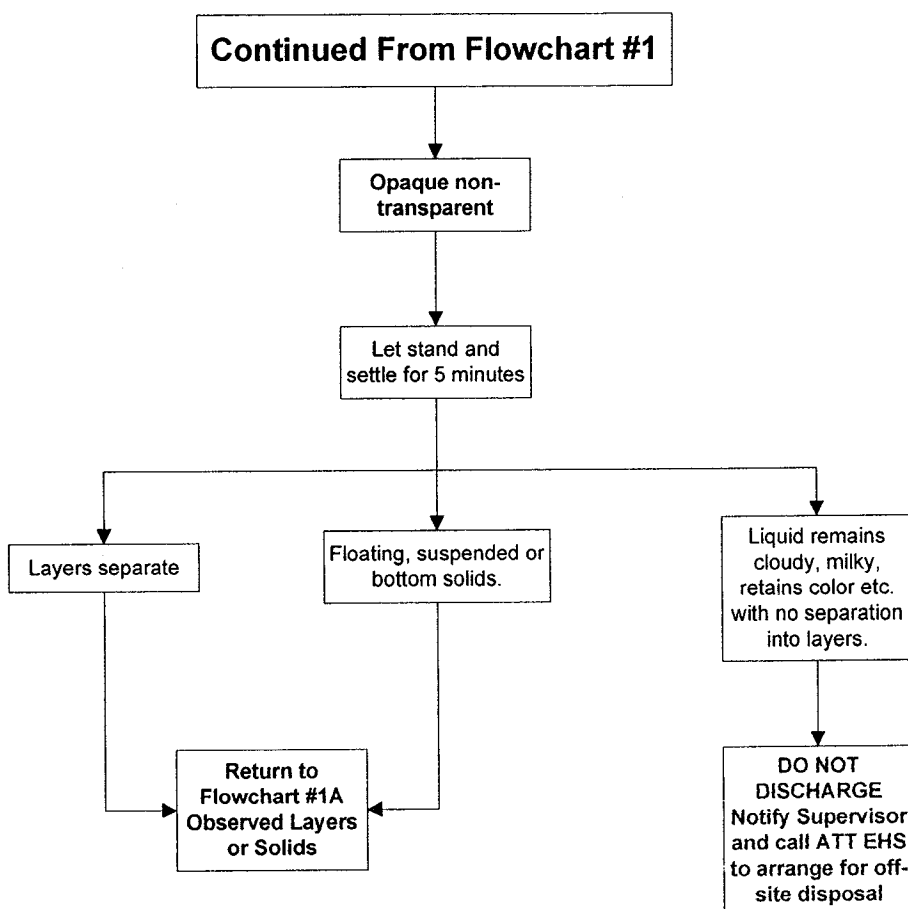 Continued From Flowchart #1
Opaque non-
transparent
Let stand and
settle for 5 minutes
Layers separate
Floating, suspended or
bottom solids.
Liquid remains
cloudy, milky,
retains color etc.
with no separation
into layers.
Return to
Flowchart #1A
Observed Layers
or Solids
DO NOT
DISCHARGE
Notify Supervisor
and call ATT EHS
to arrange for off-
site disposal